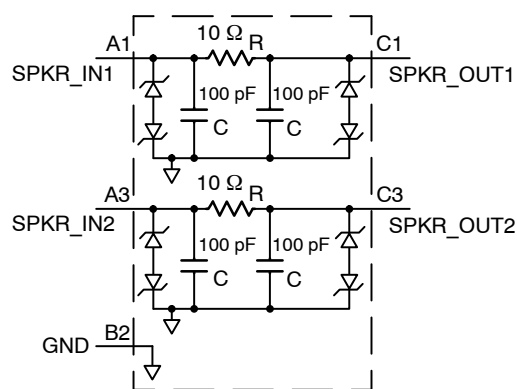 A1
10 Ω
R
C1
SPKR_IN1
SPKR_OUT1
100 pF
100 pF
C
C
A3
10 Ω
R
C3
SPKR_IN2
SPKR_OUT2
100 pF
100 pF
C
C
B2
GND